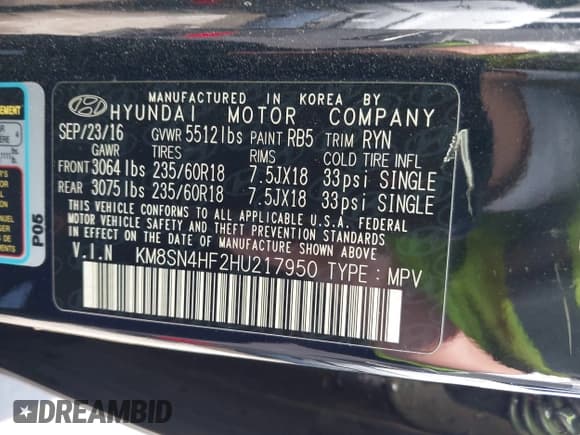 MANUFACTURED IN KOREA BY
HYUNDAI MOTOR COMPANY
SEP/23/16 GVWR 5512lbs PAINT RB5 TRIM RYN
GAWR TIRES RIMS COLD TIRE INFL
FRONT 3064lbs 235/60R18 7.5JX18 33psi SINGLE
REAR 3075lbs 235/60R18 7.5JX18 33psi SINGLE
THIS VEHICLE CONFORMS TO ALL APPLICABLE U.S.A. FEDERAL
MOTOR VEHICLE SAFETY AND THEFT PREVENTION STANDARDS
IN EFFECT ON THE DATE OF MANUFACTURE SHOWN ABOVE
V.I.N KM8SN4HF2HU217950 TYPE : MPV
P05
DREAMBID